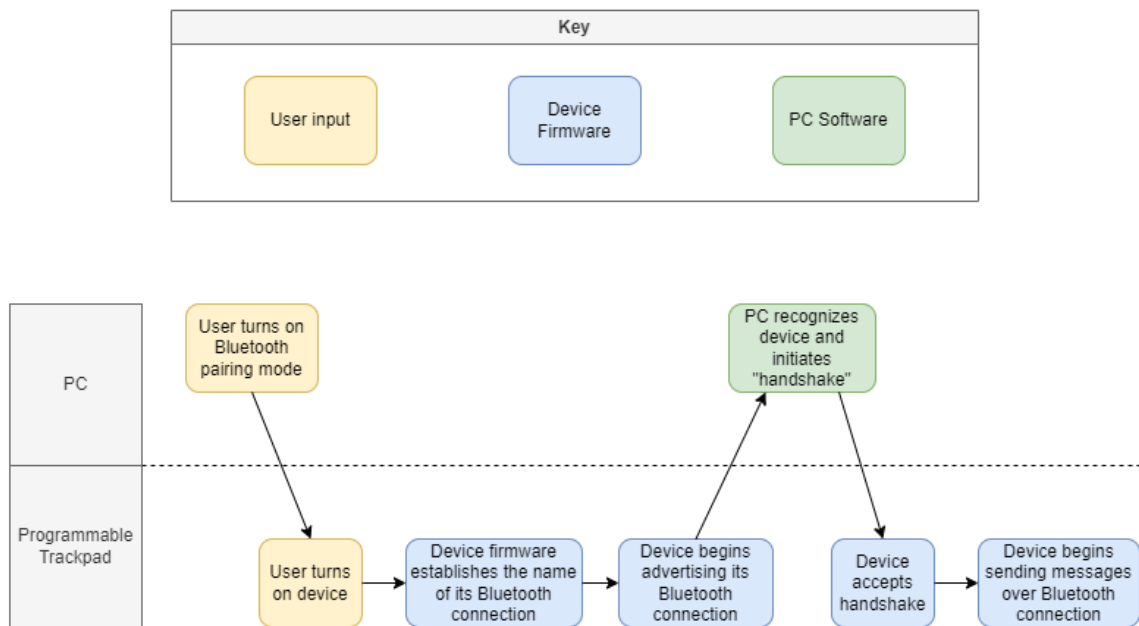 Key
User input
Device
Firmware
PC Software
PC
User turns on
Bluetooth
pairing mode
PC recognizes
device and
initiates
"handshake"
Programmable
Trackpad
User turns
on device
Device firmware
establishes the name
of its Bluetooth
connection
Device begins
advertising its
Bluetooth
connection
Device
accepts
handshake
Device begins
sending messages
over Bluetooth
connection